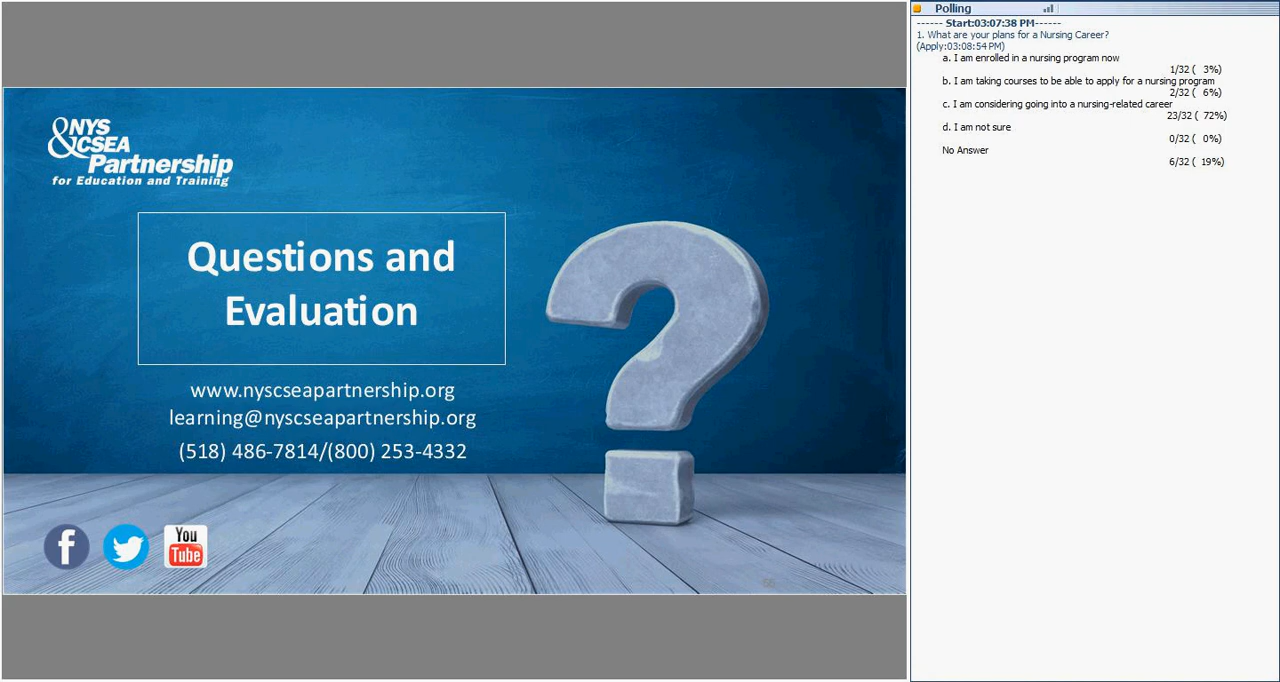 NYS
&CSEA
Partnership
for Education and Training
Questions and
Evaluation
www.nyscseapartnership.org
learning@nyscseapartnership.org
(518) 486-7814/(800) 253-4332
f
You
Tube
Polling
------ Start:03:07:38 PM------
1. What are your plans for a Nursing Career?
(Apply:03:08:54 PM)
a. I am enrolled in a nursing program now
1/32 ( 3%)
b. I am taking courses to be able to apply for a nursing program
2/32 ( 6%)
c. I am considering going into a nursing-related career
23/32 ( 72%)
d. I am not sure
0/32 ( 0%)
No Answer
6/32 ( 19%)